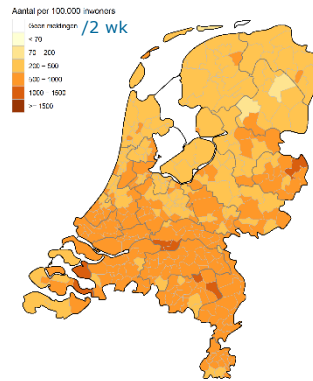 Aantal per 100.000 inwoners
Geen meldingen /2 wk
< 70
70 - 200
200 - 500
500 - 1000
1000 - 1500
>= 1500